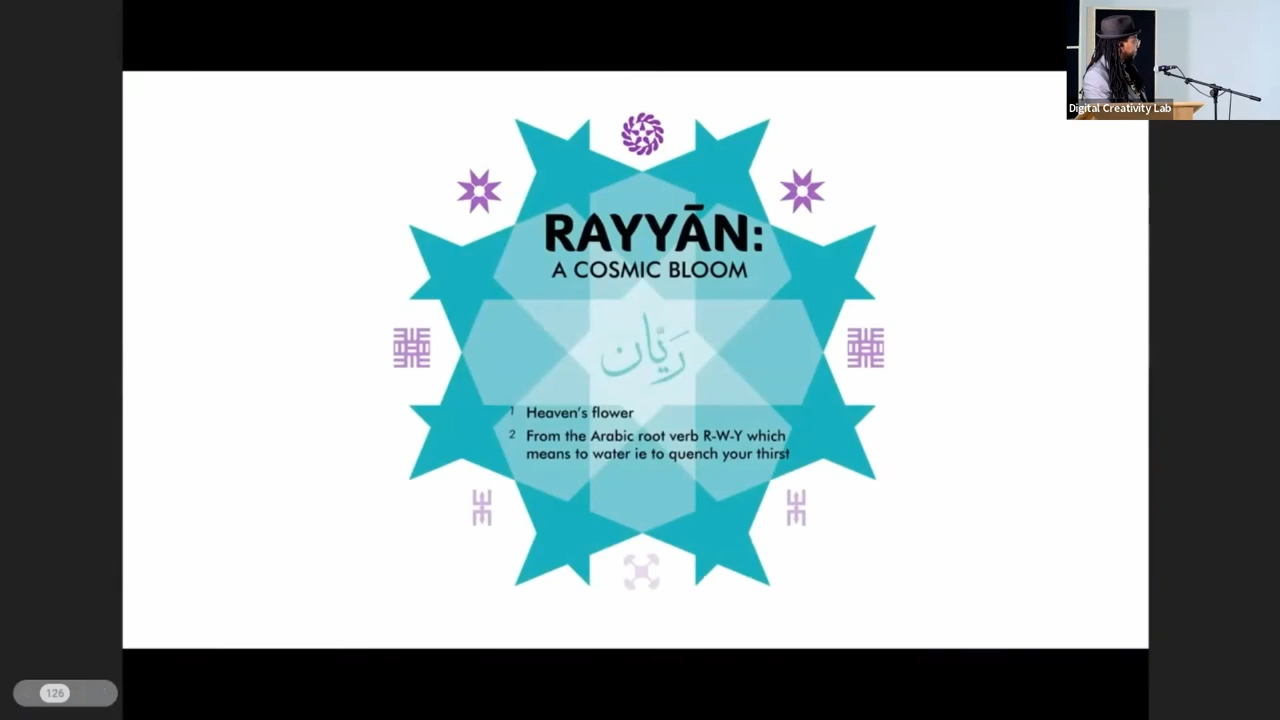 Digital Creativity Lab
RAYYĀN:
A COSMIC BLOOM
رَيَّان
1 Heaven's flower
2 From the Arabic root verb R-W-Y which
means to water ie to quench your thirst
126